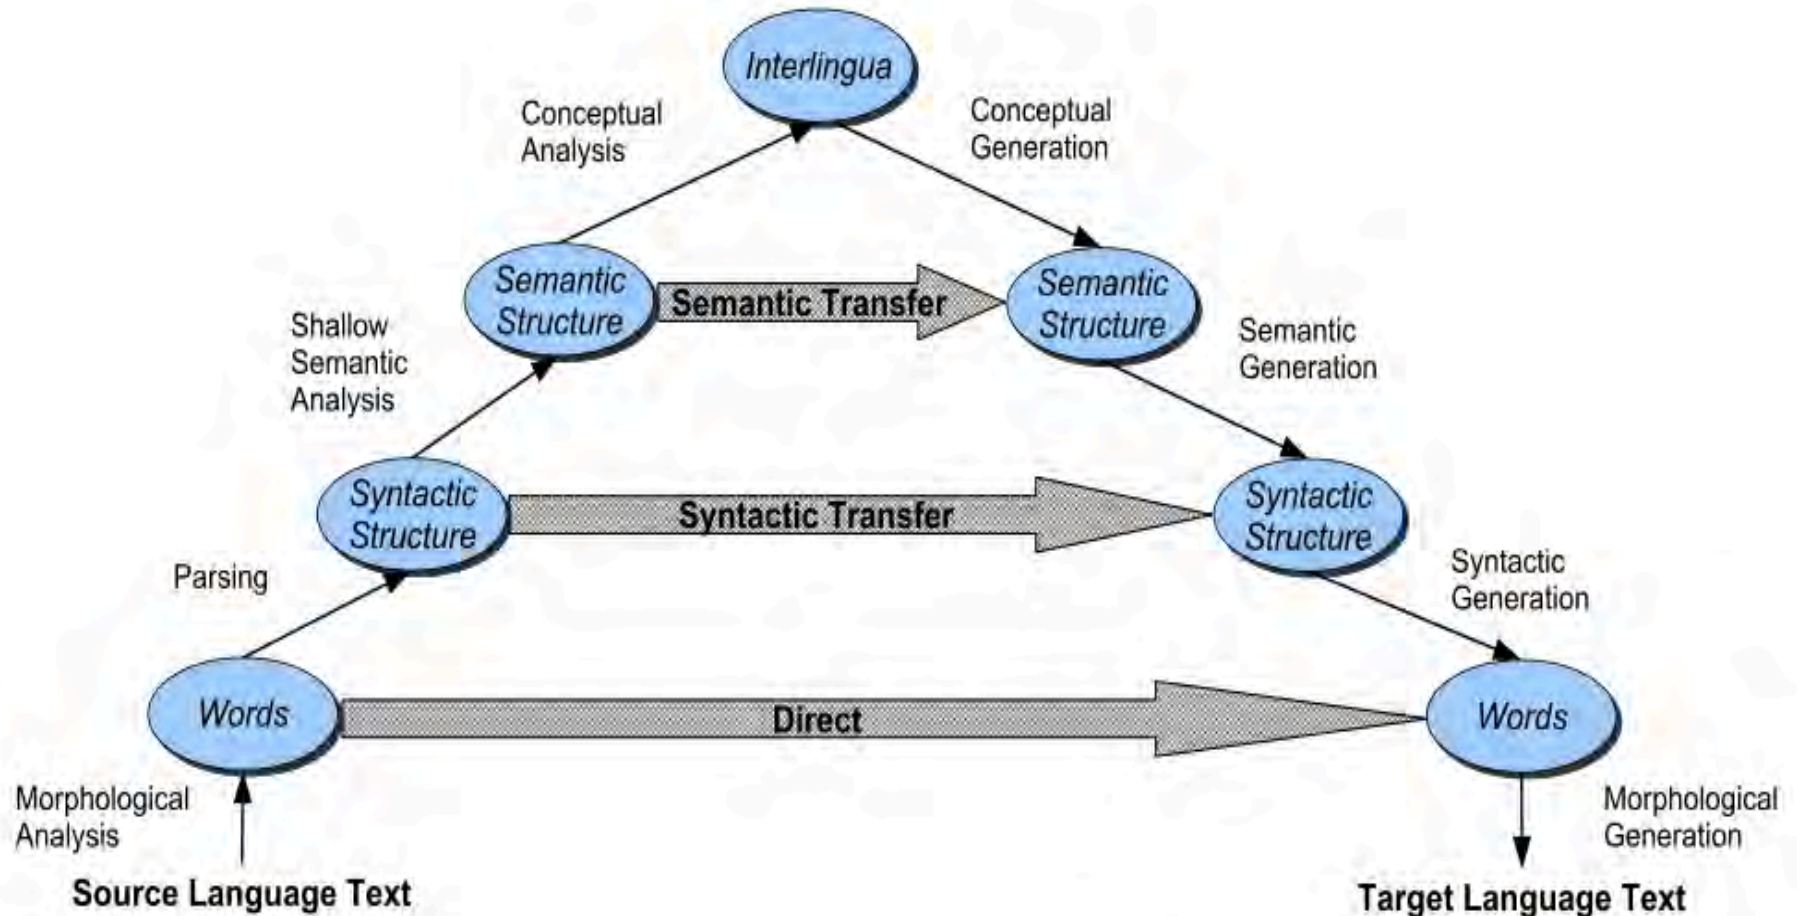 Interlingua
Conceptual
Analysis
Conceptual
Generation
Semantic
Structure
Semantic Transfer
Semantic
Structure
Shallow
Semantic
Analysis
Semantic
Generation
Syntactic
Structure
Syntactic Transfer
Syntactic
Structure
Parsing
Syntactic
Generation
Words
Direct
Words
Morphological
Analysis
Morphological
Generation
Source Language Text
Target Language Text